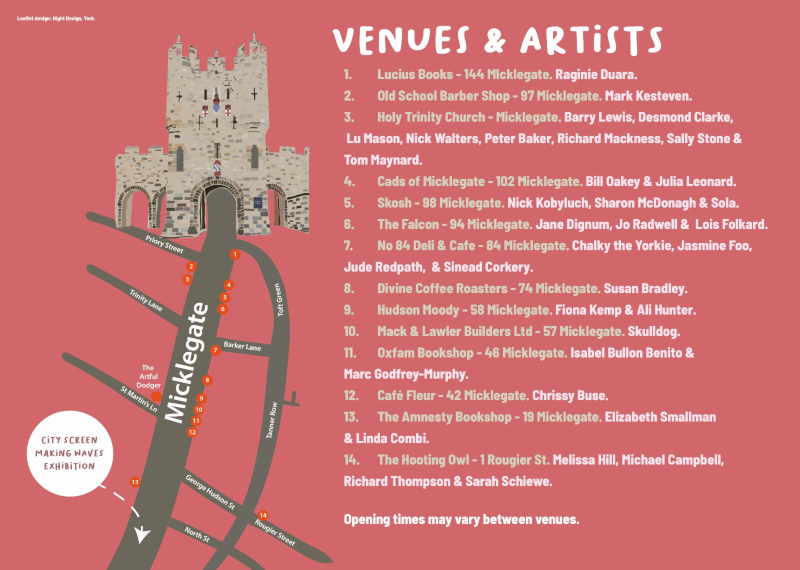 Leaflet design: Hight Design, York.
VENUES & ARTiSTS
1. Lucius Books - 144 MIcklegate. Raginie Duara.
2. Old School Barber Shop - 97 Micklegate. Mark Kesteven.
3. Holy Trinity Church - Micklegate. Barry Lewis, Desmond Clarke,
Lu Mason, Nick Walters, Peter Baker, Richard Mackness, Sally Stone &
Tom Maynard.
4. Cads of Micklegate - 102 Micklegate. Bill Oakey & Julia Leonard.
5. Skosh - 98 Micklegate. Nick Kobyluch, Sharon McDonagh & Sola.
6. The Falcon - 94 Micklegate. Jane Dignum, Jo Radwell & Lois Folkard.
7. No 84 Deli & Cafe - 84 Micklegate. Chalky the Yorkie, Jasmine Foo,
Jude Redpath, & Sinead Corkery.
8. Divine Coffee Roasters - 74 Micklegate. Susan Bradley.
9. Hudson Moody - 58 Micklegate. Fiona Kemp & Ali Hunter.
10. Mack & Lawler Builders Ltd - 57 Micklegate. Skulldog.
11. Oxfam Bookshop - 46 Micklegate. Isabel Bullon Benito &
Marc Godfrey-Murphy.
12. Café Fleur - 42 Micklegate. Chrissy Buse.
13. The Amnesty Bookshop - 19 Micklegate. Elizabeth Smallman
& Linda Combi.
14. The Hooting Owl - 1 Rougier St. Melissa Hill, Michael Campbell,
Richard Thompson & Sarah Schiewe.
Opening times may vary between venues.
Priory Street
1
2
3
4
5
6
Trinity Lane
Toft Green
Micklegate
Barker Lane
7
The
Artful
Dodger
8
St Martin's Ln
9
10
11
12
Tanner Row
CiTY SCREEN
MAKiNG WAVES
EXHiBiTiON
13
George Hudson St
14
Rougier Street
North St